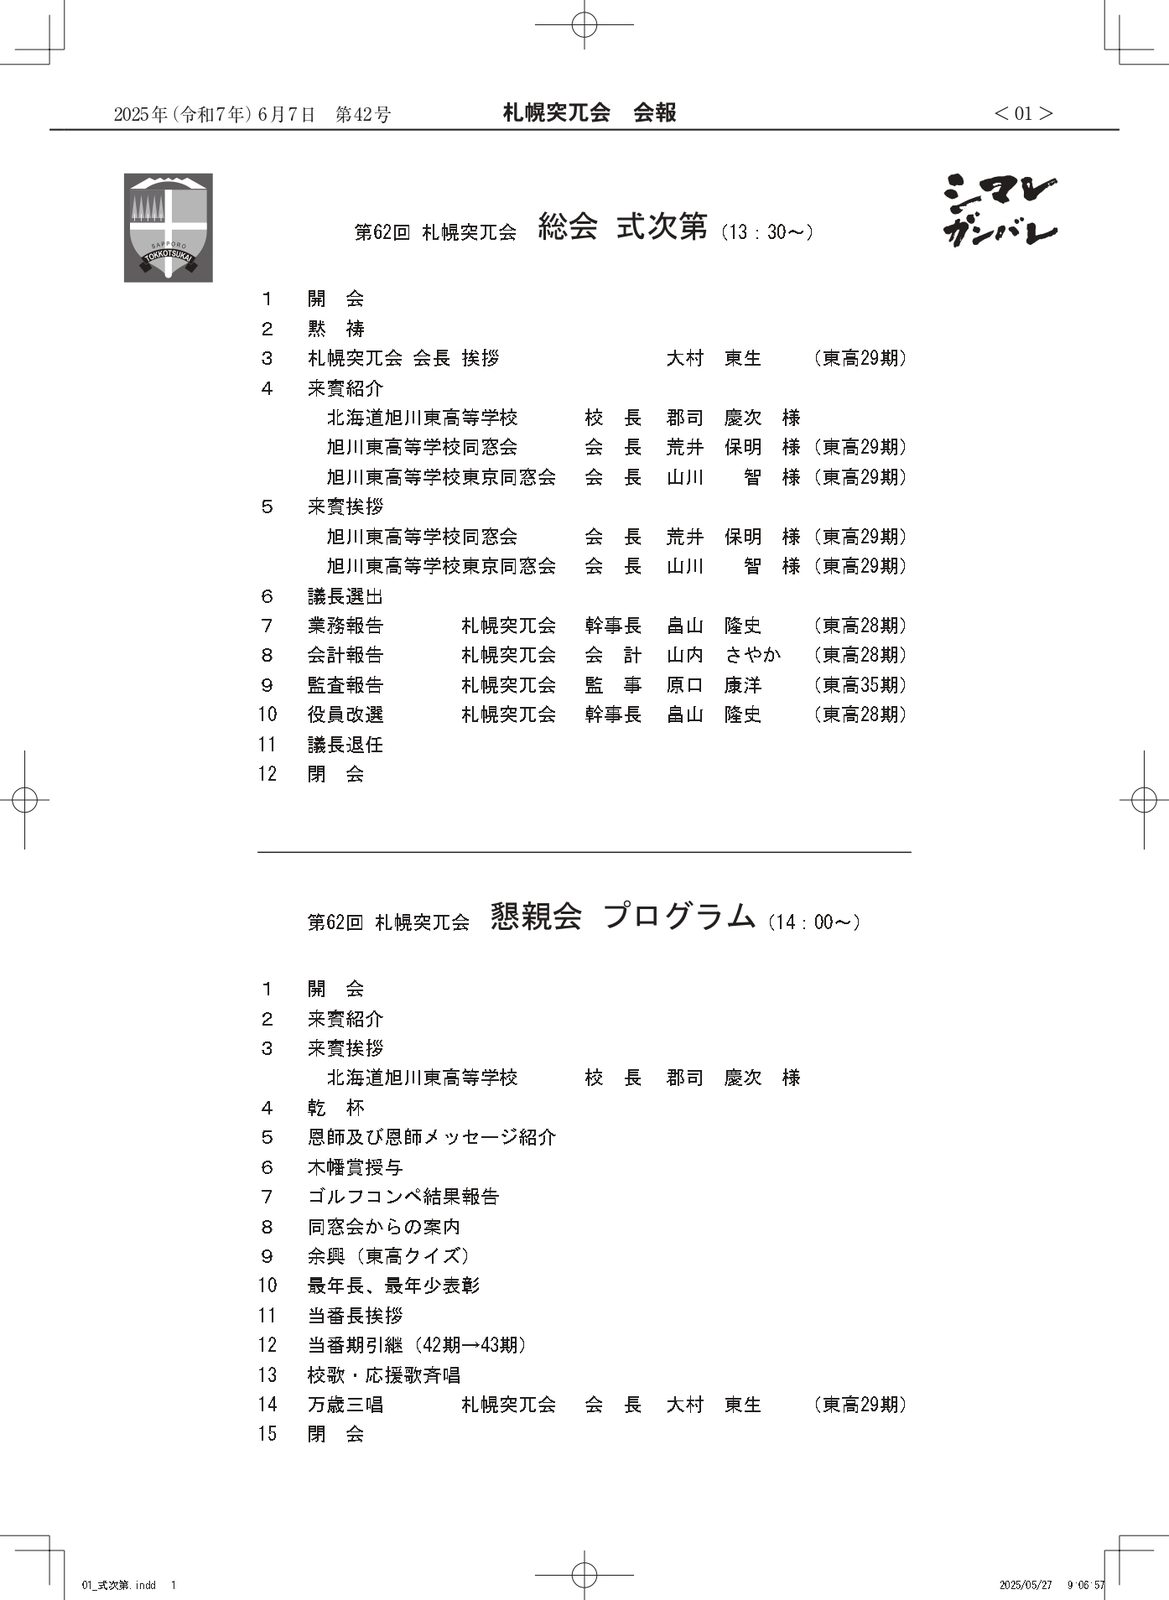 2025年(令和7年)6月7日　第42号　札幌突兀会　会報　＜01＞
SAPPORO
TOKKOTSUKAI
シマレ
ガンバレ
第62回 札幌突兀会　総会 式次第（13：30～）
1　開　会
2　黙　祷
3　札幌突兀会 会長 挨拶　大村　東生　（東高29期）
4　来賓紹介
北海道旭川東高等学校　校　長　郡司　慶次　様
旭川東高等学校同窓会　会　長　荒井　保明　様（東高29期）
旭川東高等学校東京同窓会　会　長　山川　智　様（東高29期）
5　来賓挨拶
旭川東高等学校同窓会　会　長　荒井　保明　様（東高29期）
旭川東高等学校東京同窓会　会　長　山川　智　様（東高29期）
6　議長選出
7　業務報告　札幌突兀会　幹事長　畠山　隆史　（東高28期）
8　会計報告　札幌突兀会　会　計　山内　さやか　（東高28期）
9　監査報告　札幌突兀会　監　事　原口　康洋　（東高35期）
10　役員改選　札幌突兀会　幹事長　畠山　隆史　（東高28期）
11　議長退任
12　閉　会
第62回 札幌突兀会　懇親会 プログラム（14：00～）
1　開　会
2　来賓紹介
3　来賓挨拶
北海道旭川東高等学校　校　長　郡司　慶次　様
4　乾　杯
5　恩師及び恩師メッセージ紹介
6　木幡賞授与
7　ゴルフコンペ結果報告
8　同窓会からの案内
9　余興（東高クイズ）
10　最年長、最年少表彰
11　当番長挨拶
12　当番期引継（42期→43期）
13　校歌・応援歌斉唱
14　万歳三唱　札幌突兀会　会　長　大村　東生　（東高29期）
15　閉　会
01_式次第.indd　1　2025/05/27　9:06:57